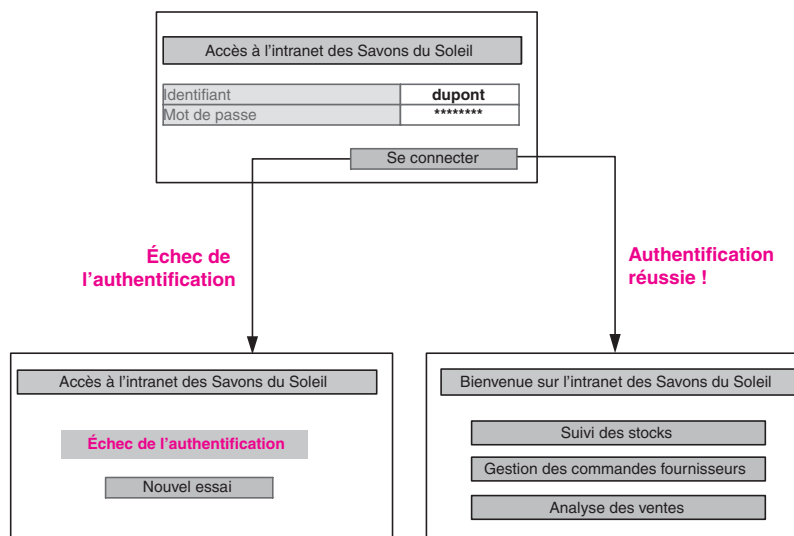 Accès à l'intranet des Savons du Soleil
Identifiant dupont
Mot de passe ********
Se connecter
Échec de
l'authentification
Authentification
réussie !
Accès à l'intranet des Savons du Soleil
Échec de l'authentification
Nouvel essai
Bienvenue sur l'intranet des Savons du Soleil
Suivi des stocks
Gestion des commandes fournisseurs
Analyse des ventes